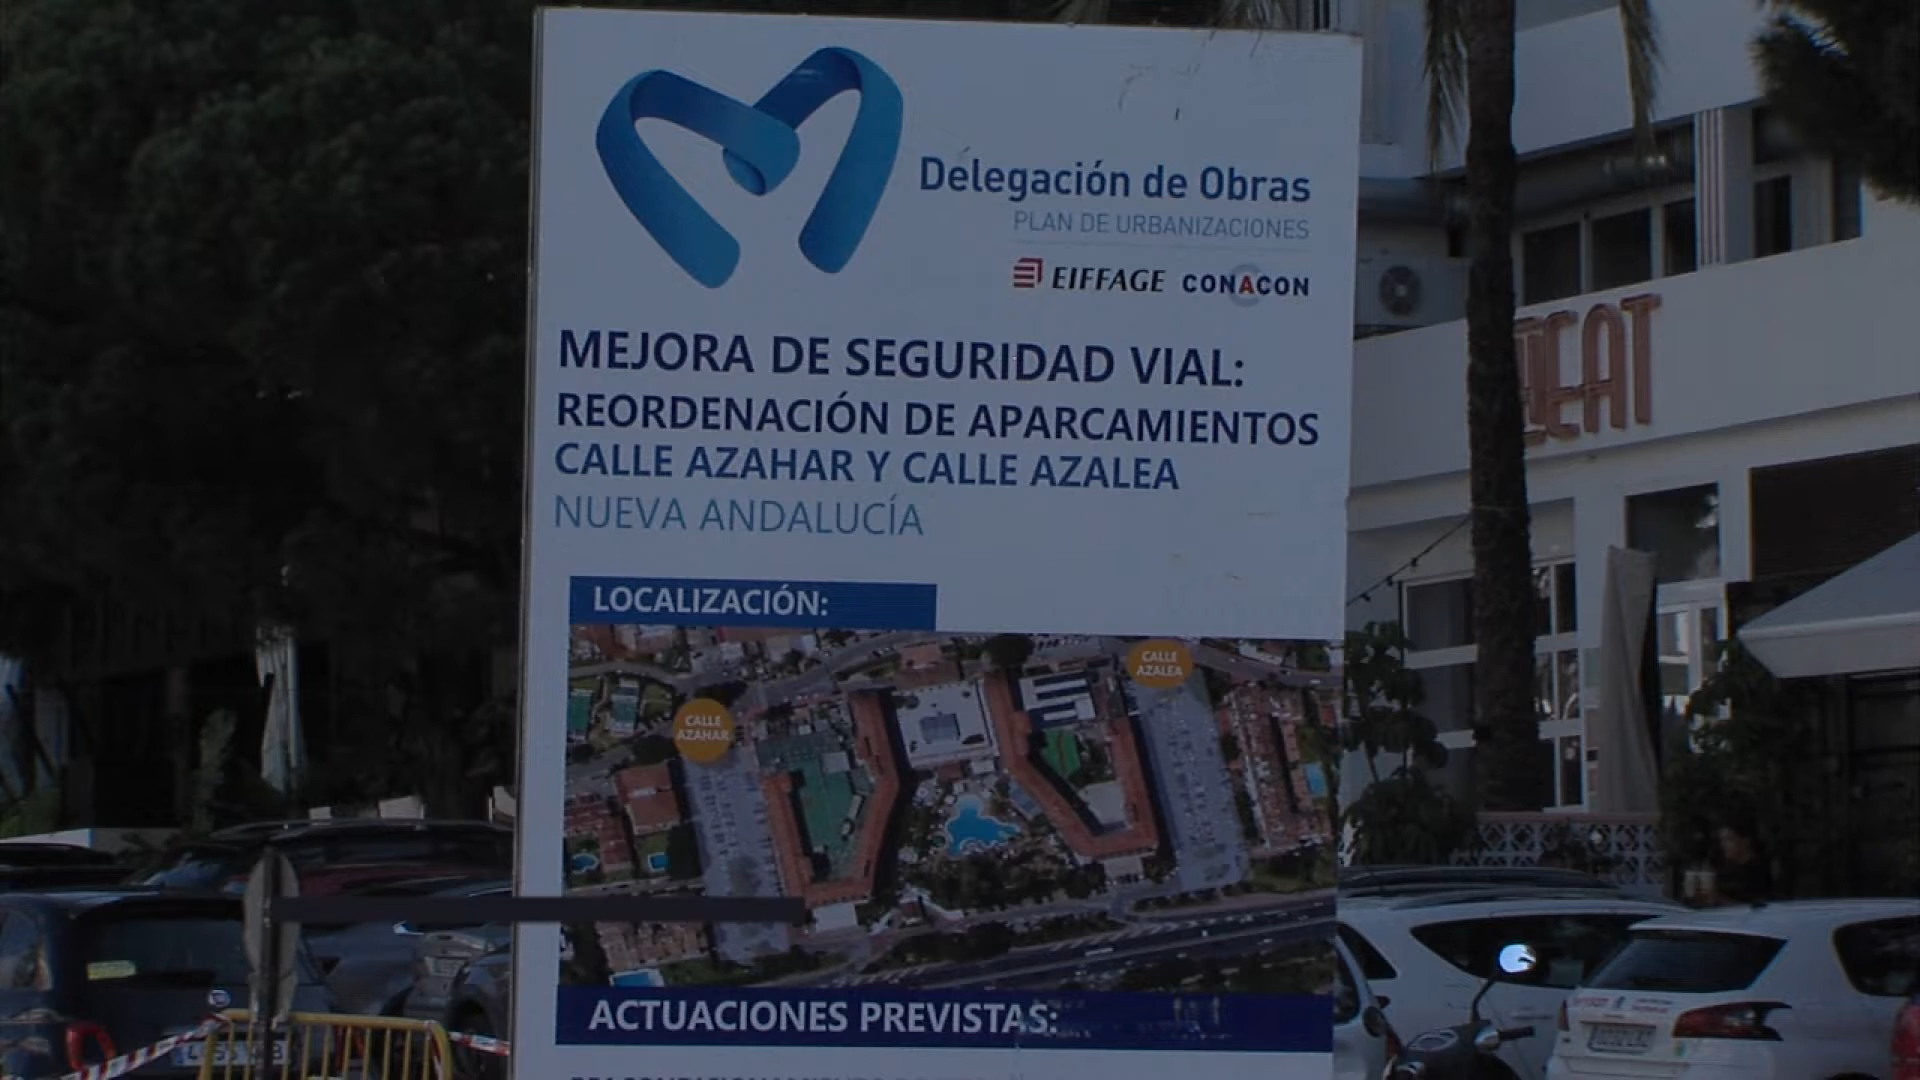 Delegación de Obras
PLAN DE URBANIZACIONES
EIFFAGE CONACON
MEJORA DE SEGURIDAD VIAL:
REORDENACIÓN DE APARCAMIENTOS
CALLE AZAHAR Y CALLE AZALEA
NUEVA ANDALUCÍA
LOCALIZACIÓN:
CALLE
AZALEA
CALLE
AZAHAR
ACTUACIONES PREVISTAS: